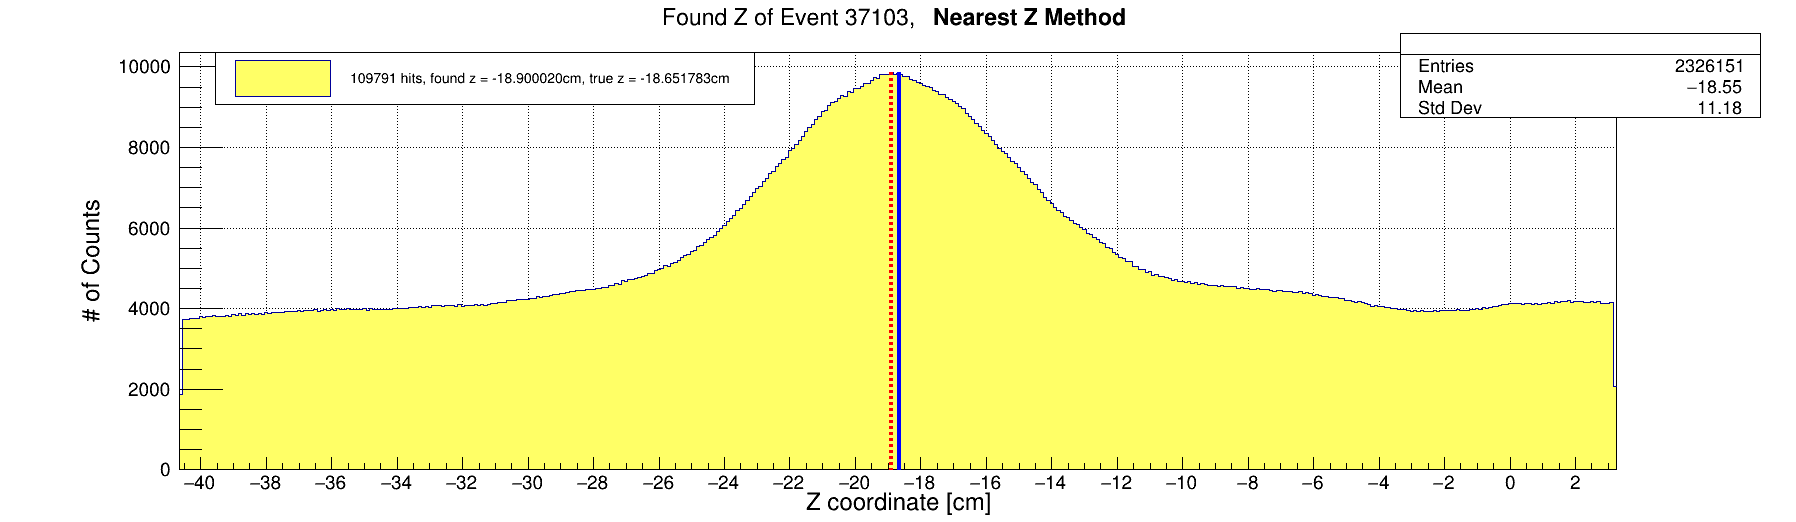 Found Z of Event 37103, Nearest Z Method
109791 hits, found z = -18.900020cm, true z = -18.651783cm
Entries 2326151
Mean −18.55
Std Dev 11.18
# of Counts
10000
8000
6000
4000
2000
0
−40 −38 −36 −34 −32 −30 −28 −26 −24 −22 −20 −18 −16 −14 −12 −10 −8 −6 −4 −2 0 2
Z coordinate [cm]